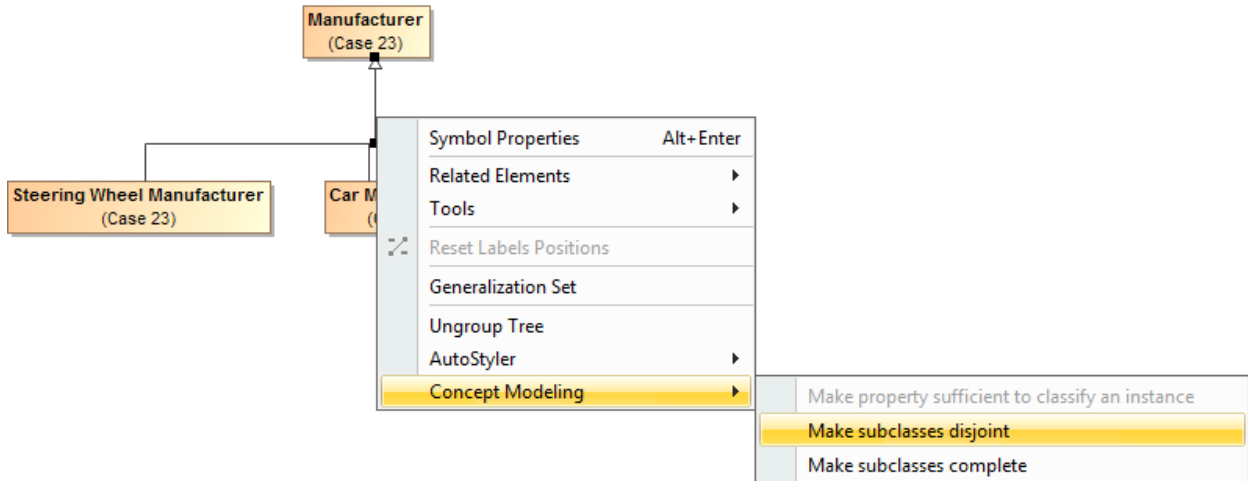 Manufacturer
(Case 23)
Steering Wheel Manufacturer
(Case 23)
Car M
Symbol Properties Alt+Enter
Related Elements
Tools
Reset Labels Positions
Generalization Set
Ungroup Tree
AutoStyler
Concept Modeling
Make property sufficient to classify an instance
Make subclasses disjoint
Make subclasses complete